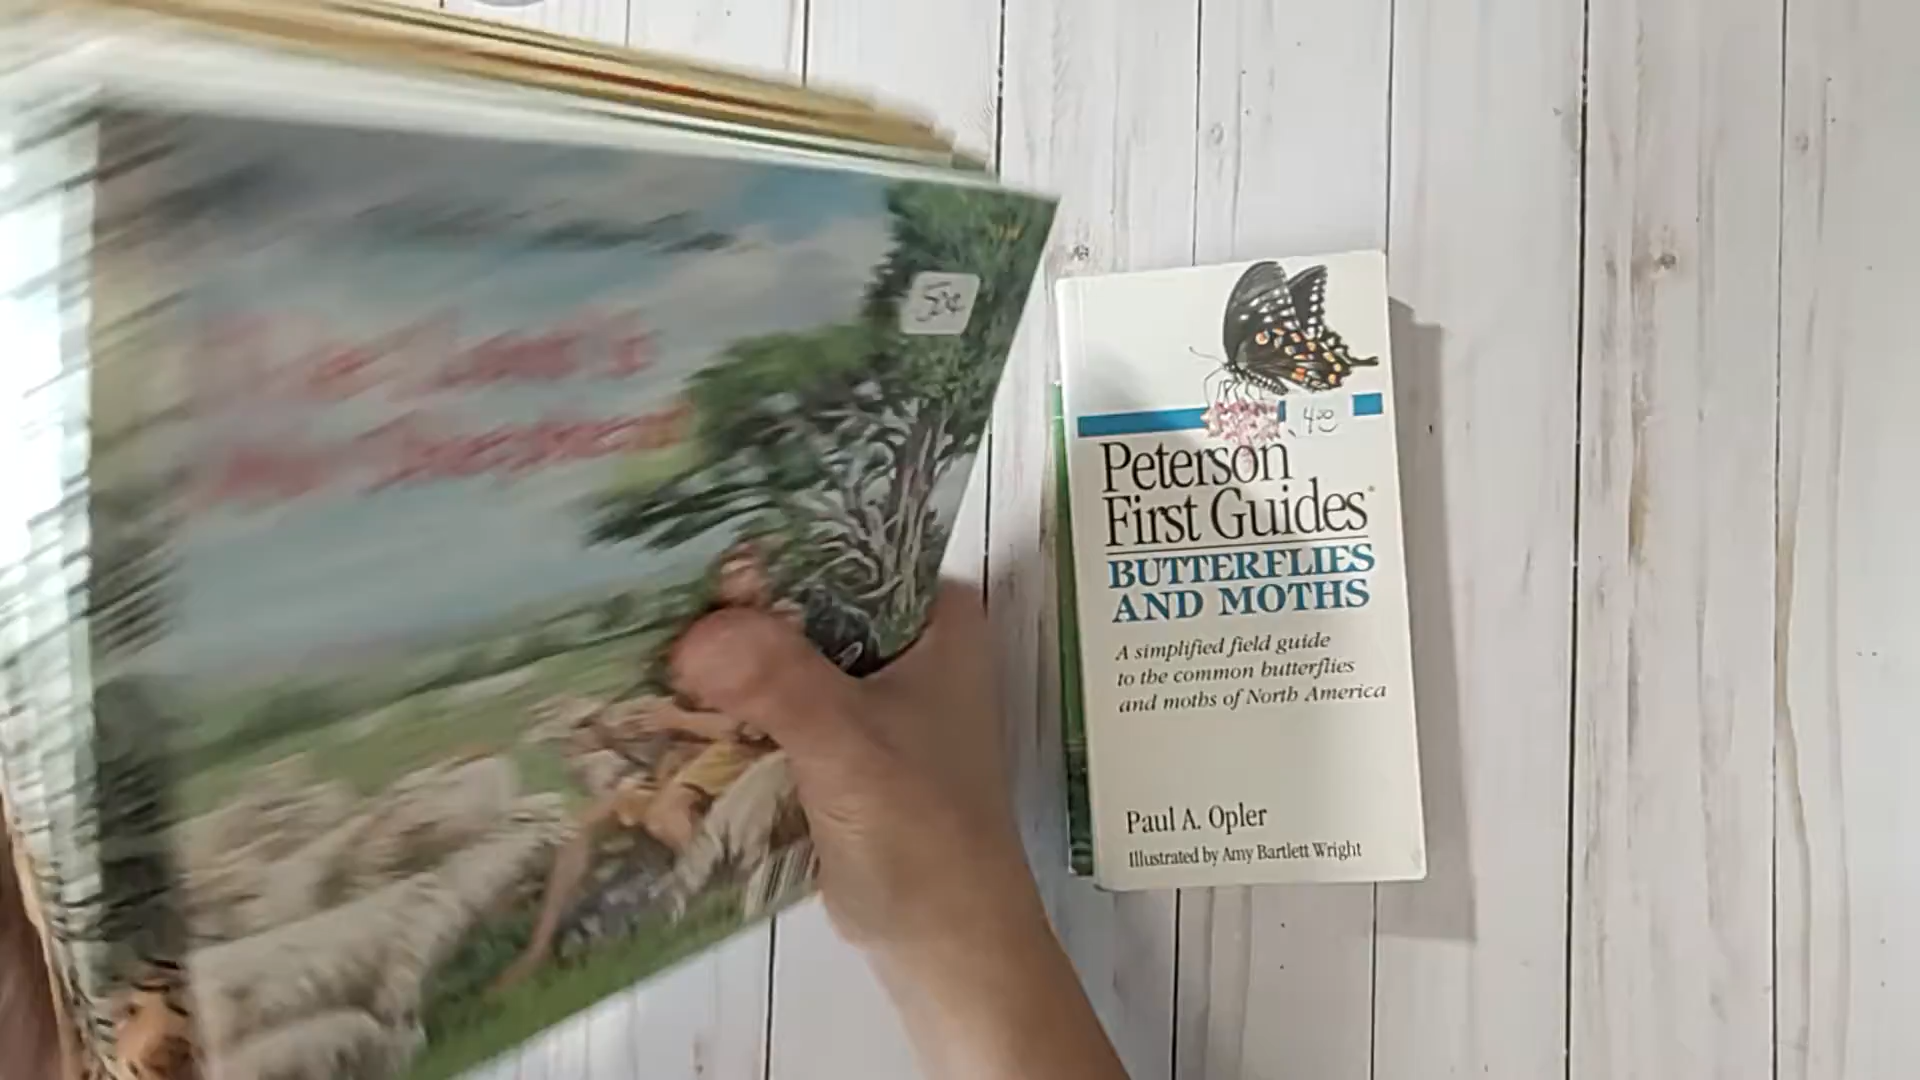 50¢
4.00
Peterson
First Guides®
BUTTERFLIES
AND MOTHS
A simplified field guide
to the common butterflies
and moths of North America
Paul A. Opler
Illustrated by Amy Bartlett Wright